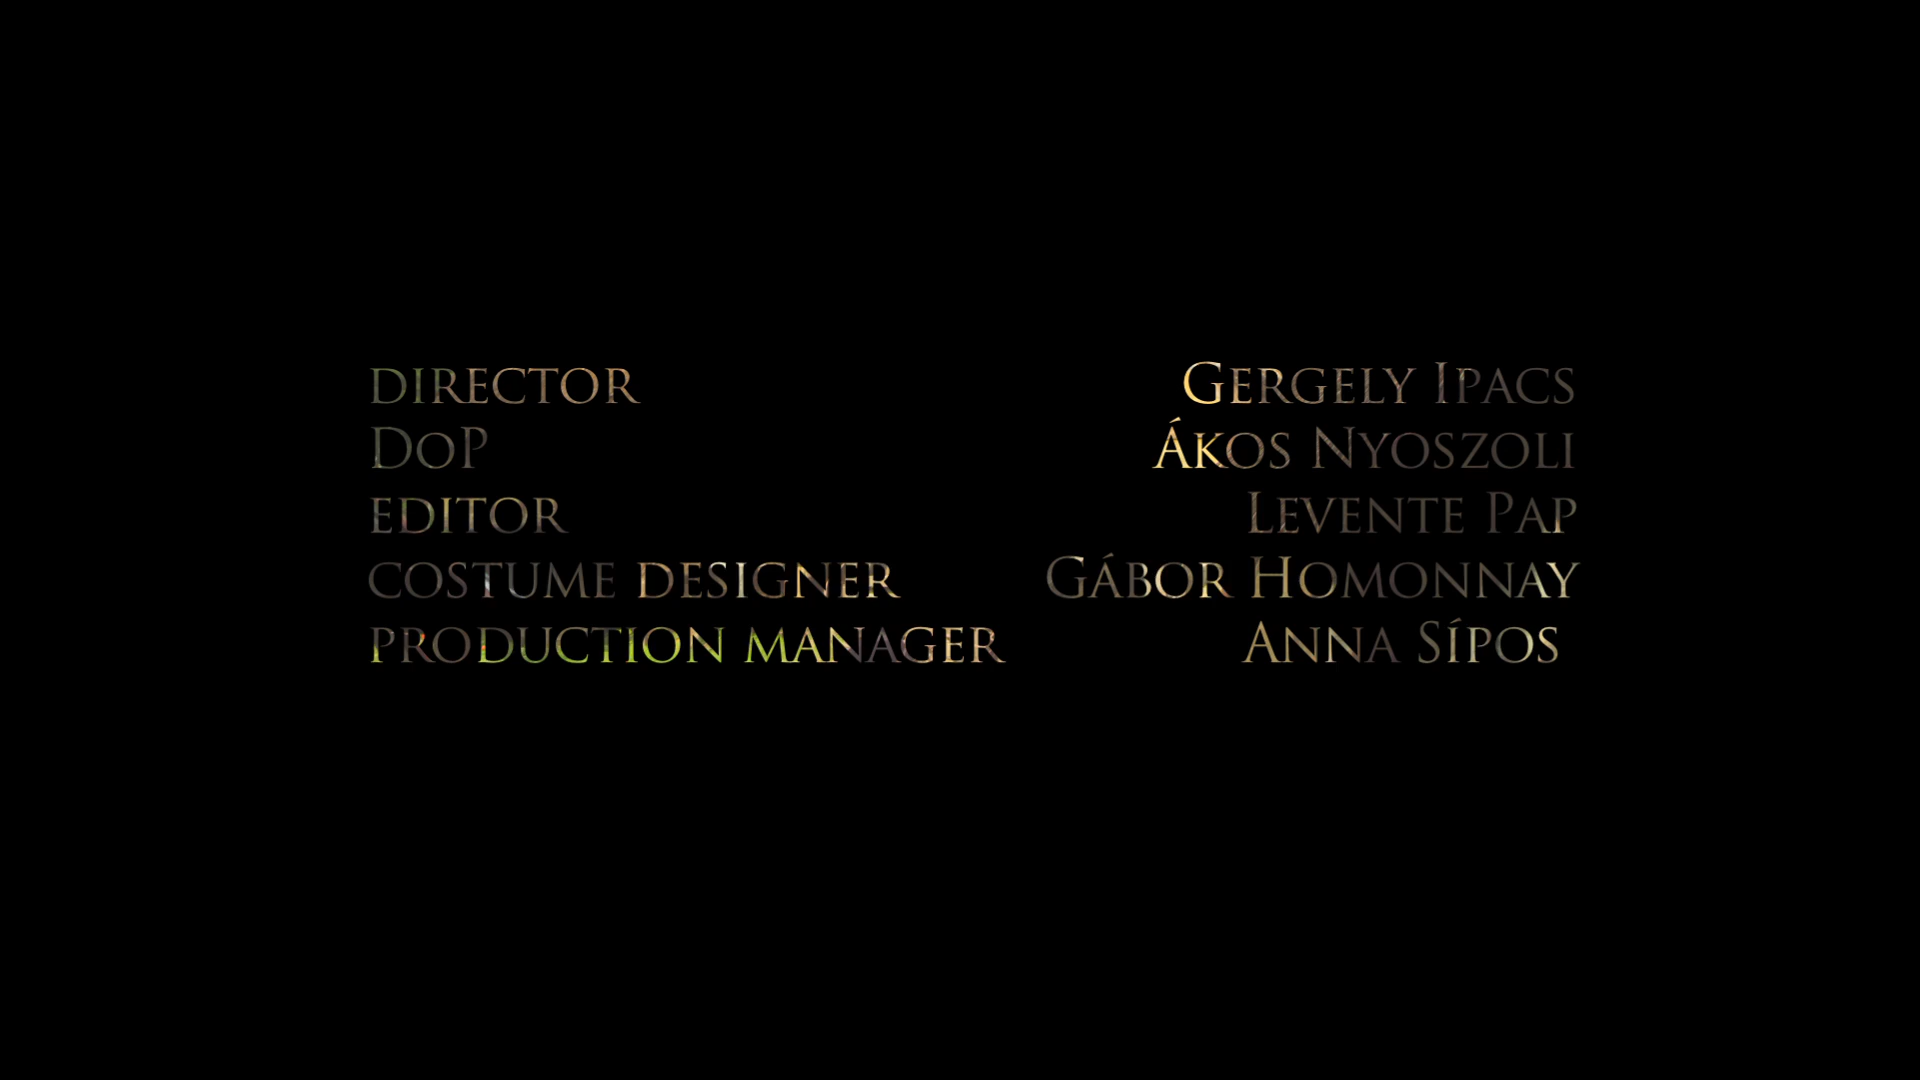 DIRECTOR Gergely Ipacs
DoP Ákos Nyoszoli
EDITOR Levente Pap
COSTUME DESIGNER Gábor Homonnay
PRODUCTION MANAGER Anna Sípos